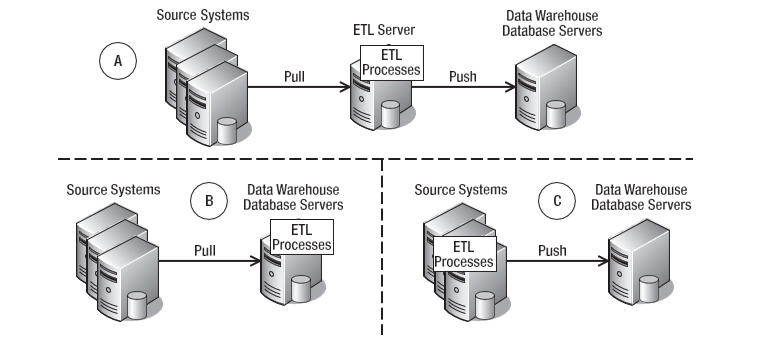 Source Systems
A
Pull
ETL Server
ETL
Processes
Push
Data Warehouse
Database Servers
Source Systems
B
Pull
Data Warehouse
Database Servers
ETL
Processes
Source Systems
ETL
Processes
C
Push
Data Warehouse
Database Servers